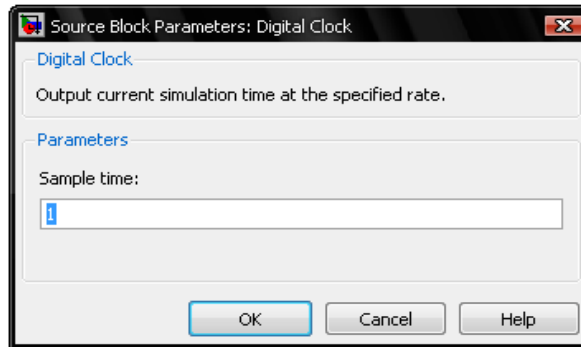 Source Block Parameters: Digital Clock
Digital Clock
Output current simulation time at the specified rate.
Parameters
Sample time:
1
OK Cancel Help